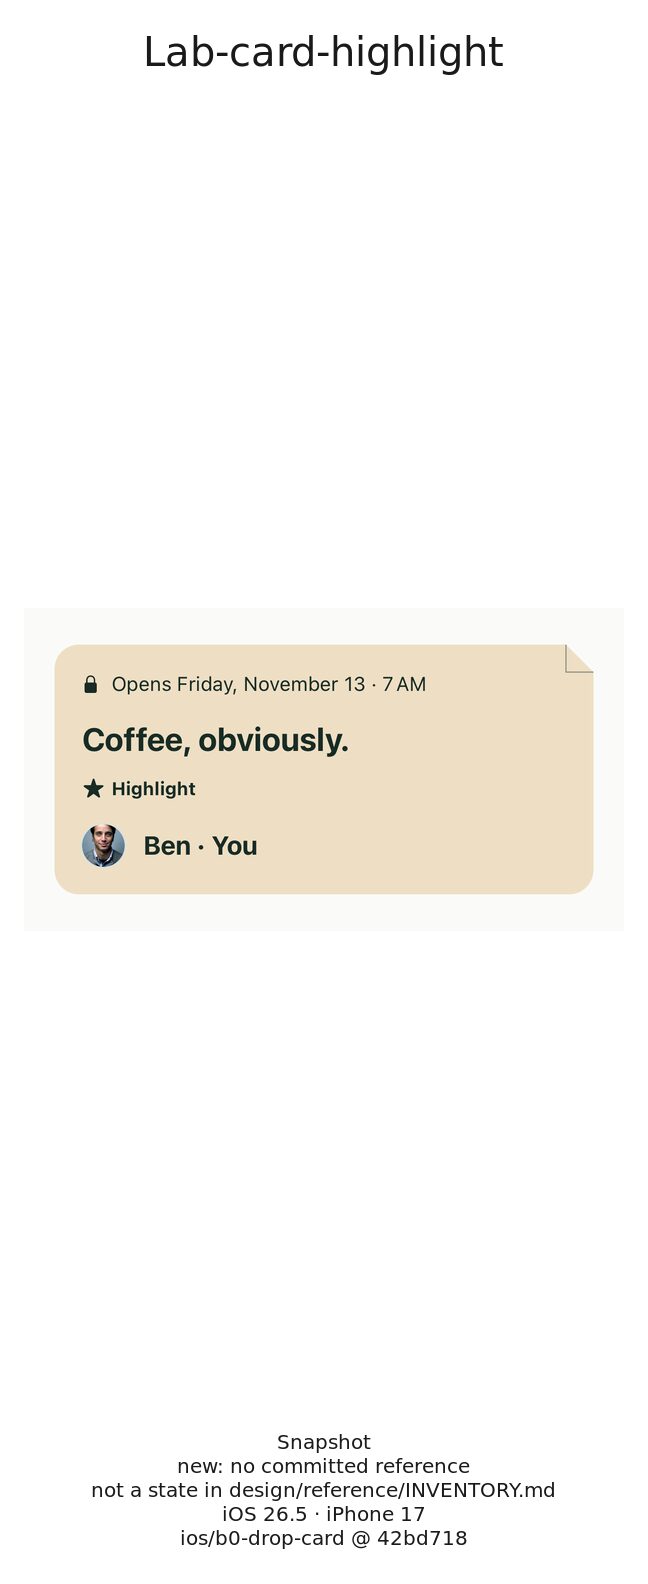 Lab-card-highlight
Opens Friday, November 13 · 7 AM
Coffee, obviously.
Highlight
Ben · You
Snapshot
new: no committed reference
not a state in design/reference/INVENTORY.md
iOS 26.5 · iPhone 17
ios/b0-drop-card @ 42bd718